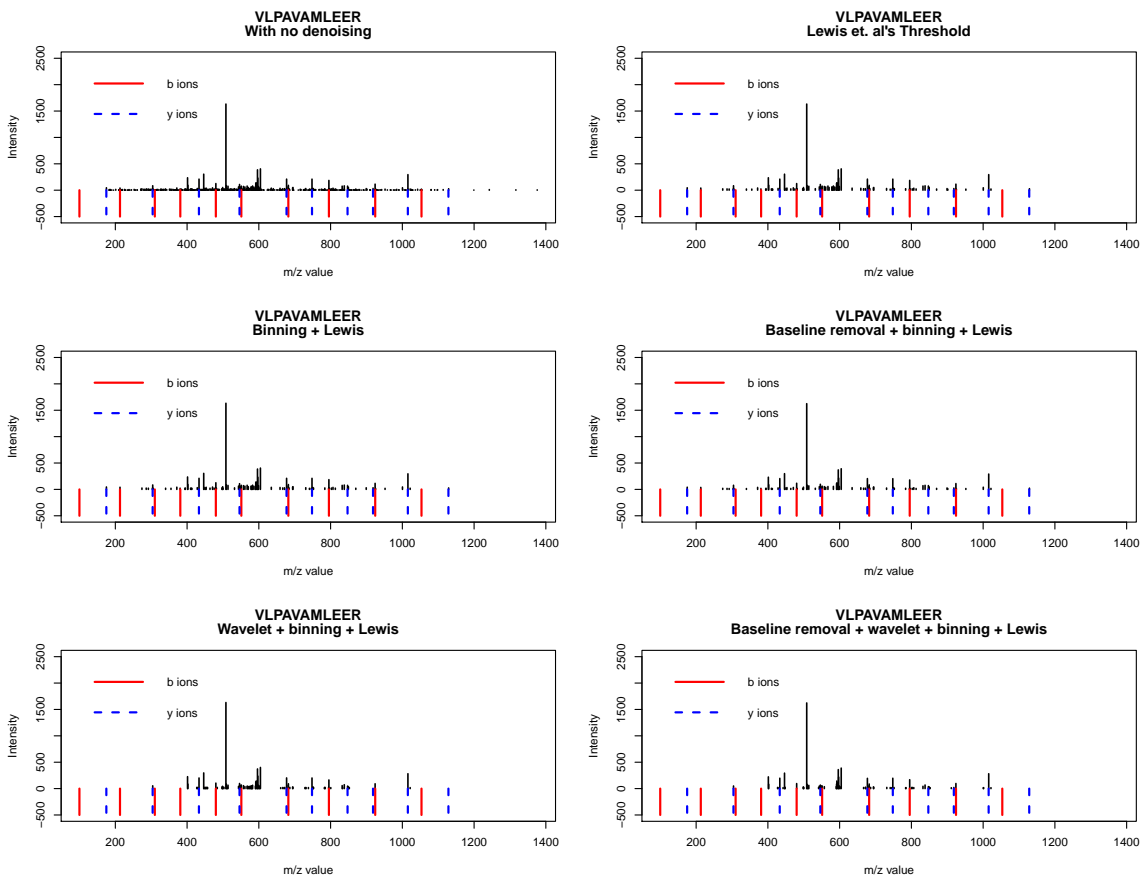 VLPAVAMLEER
With no denoising
Intensity
2500
1500
500
0
−500
b ions
y ions
200 400 600 800 1000 1200 1400
m/z value
VLPAVAMLEER
Lewis et. al's Threshold
Intensity
2500
1500
500
0
−500
b ions
y ions
200 400 600 800 1000 1200 1400
m/z value
VLPAVAMLEER
Binning + Lewis
Intensity
2500
1500
500
0
−500
b ions
y ions
200 400 600 800 1000 1200 1400
m/z value
VLPAVAMLEER
Baseline removal + binning + Lewis
Intensity
2500
1500
500
0
−500
b ions
y ions
200 400 600 800 1000 1200 1400
m/z value
VLPAVAMLEER
Wavelet + binning + Lewis
Intensity
2500
1500
500
0
−500
b ions
y ions
200 400 600 800 1000 1200 1400
m/z value
VLPAVAMLEER
Baseline removal + wavelet + binning + Lewis
Intensity
2500
1500
500
0
−500
b ions
y ions
200 400 600 800 1000 1200 1400
m/z value